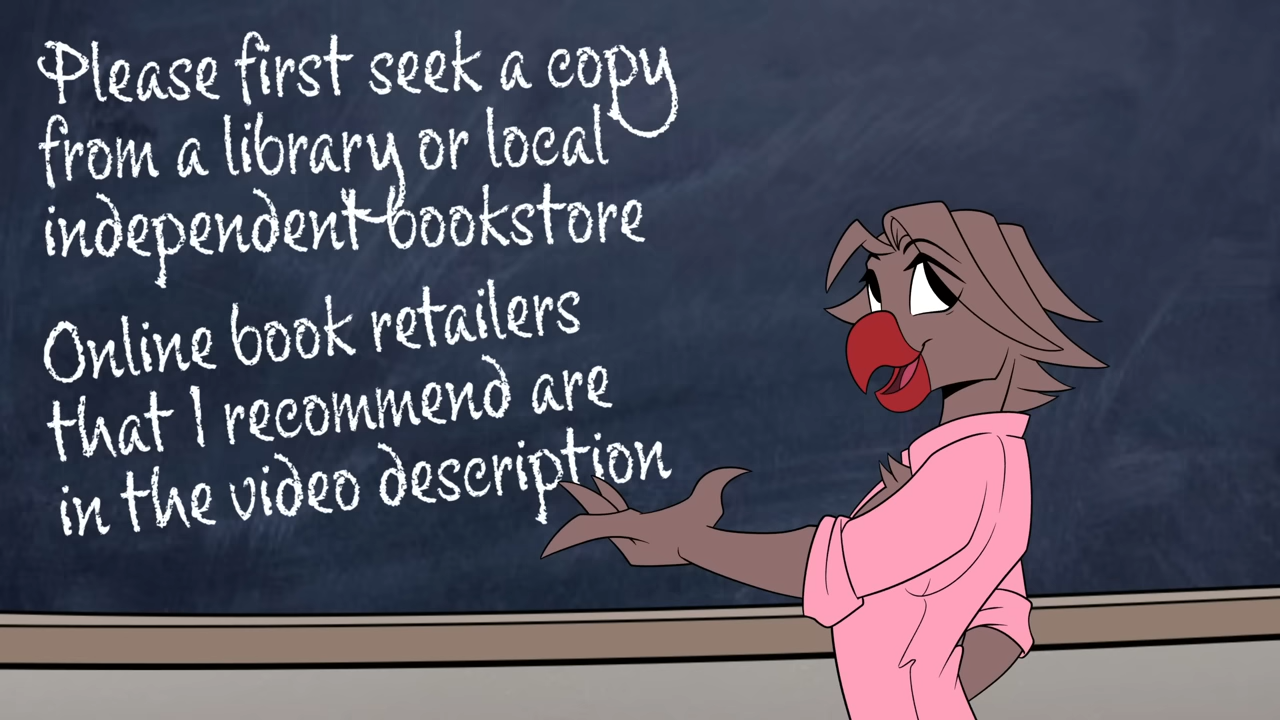 Please first seek a copy
from a library or local
independent bookstore
Online book retailers
that I recommend are
in the video description